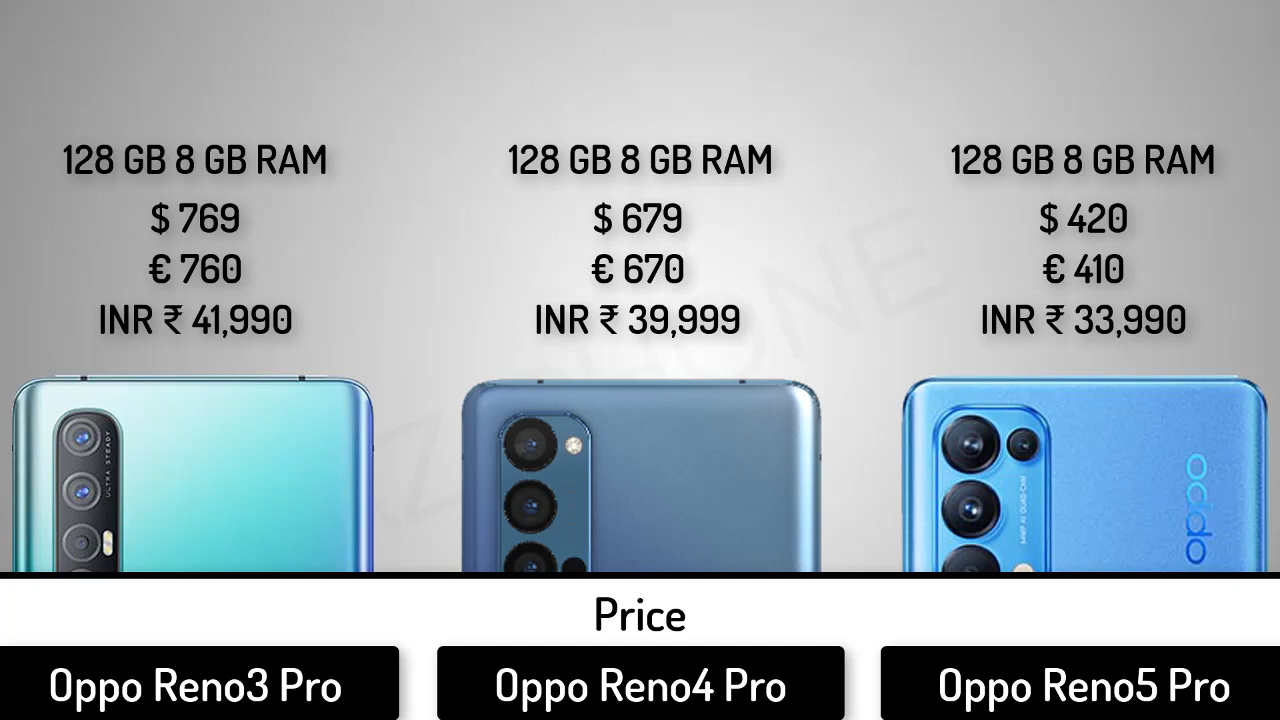 128 GB 8 GB RAM
$ 769
€ 760
INR ₹ 41,990
128 GB 8 GB RAM
$ 679
€ 670
INR ₹ 39,999
128 GB 8 GB RAM
$ 420
€ 410
INR ₹ 33,990
ULTRA STEADY
oppo
Price
Oppo Reno3 Pro
Oppo Reno4 Pro
Oppo Reno5 Pro